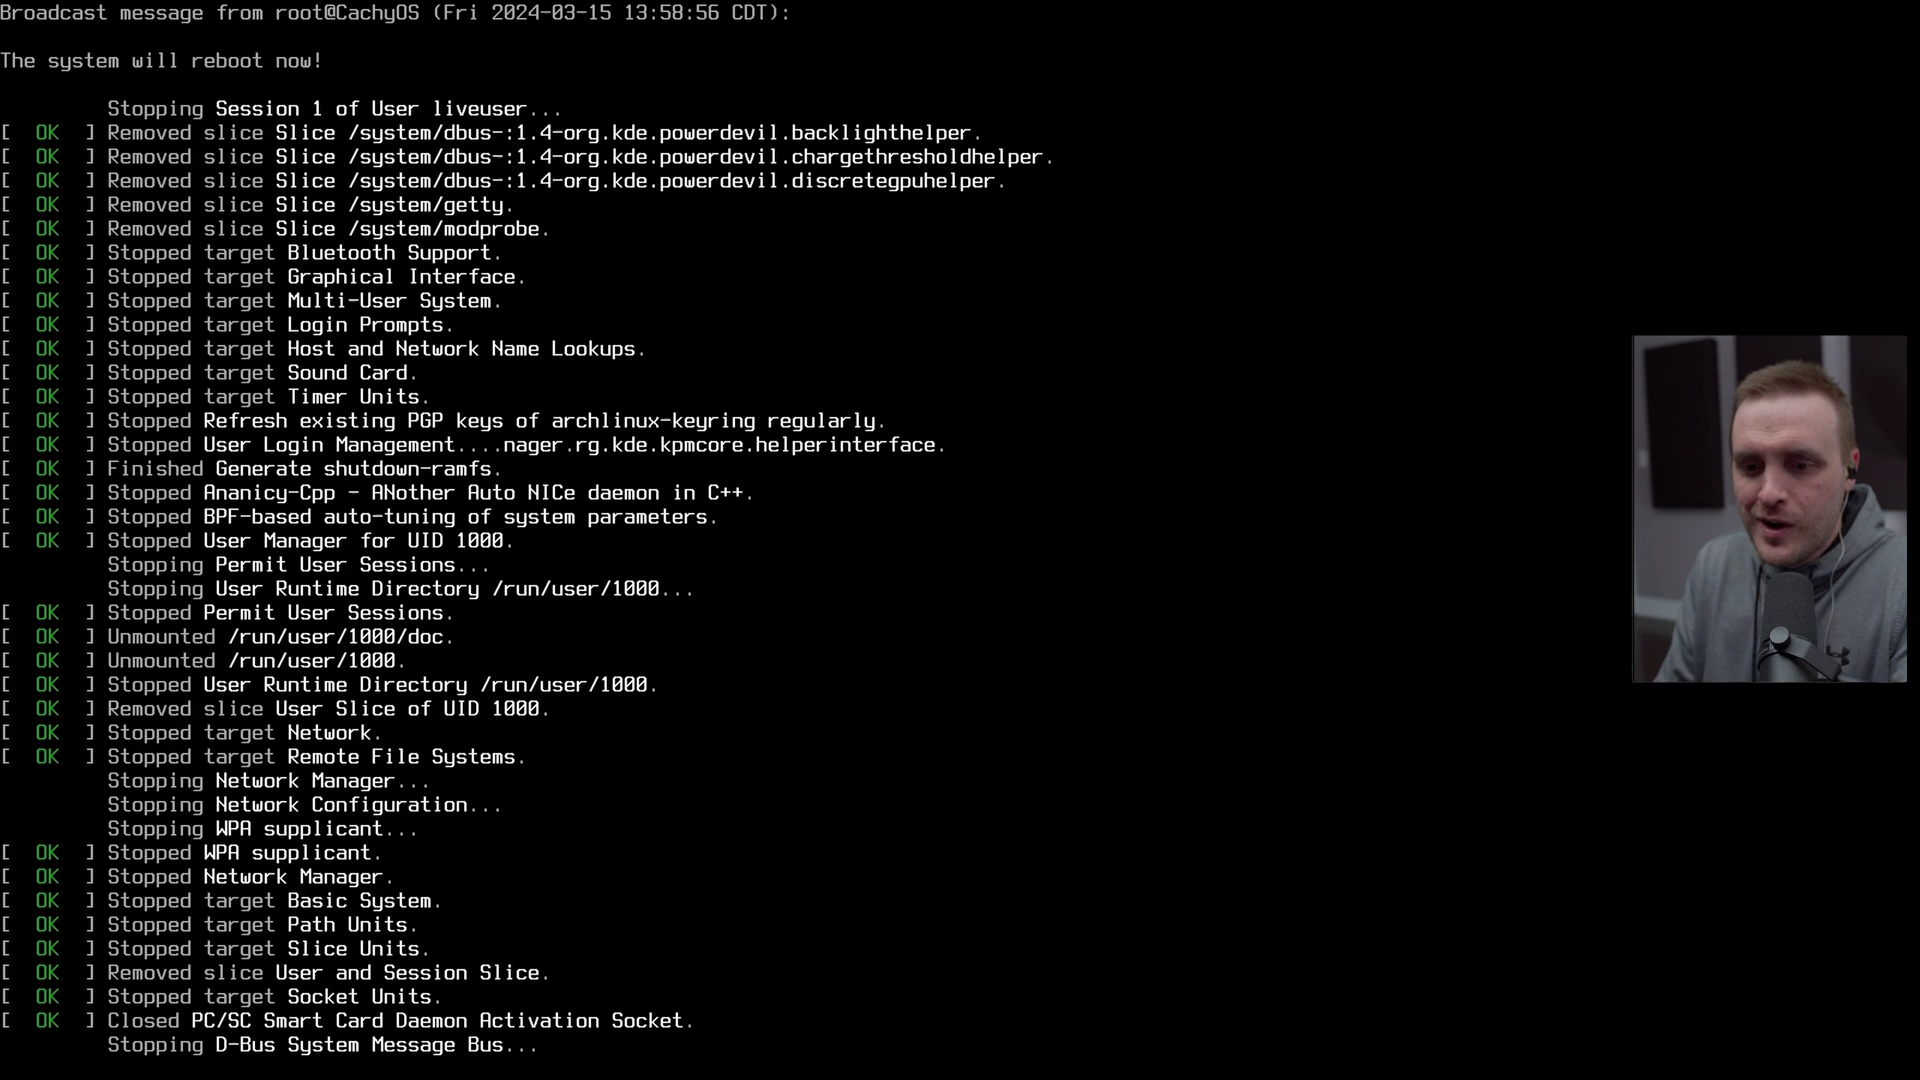 Broadcast message from root@CachyOS (Fri 2024-03-15 13:58:56 CDT):
The system will reboot now!
Stopping Session 1 of User liveuser...
[ OK ] Removed slice Slice /system/dbus-:1.4-org.kde.powerdevil.backlighthelper.
[ OK ] Removed slice Slice /system/dbus-:1.4-org.kde.powerdevil.chargethresholdhelper.
[ OK ] Removed slice Slice /system/dbus-:1.4-org.kde.powerdevil.discretegpuhelper.
[ OK ] Removed slice Slice /system/getty.
[ OK ] Removed slice Slice /system/modprobe.
[ OK ] Stopped target Bluetooth Support.
[ OK ] Stopped target Graphical Interface.
[ OK ] Stopped target Multi-User System.
[ OK ] Stopped target Login Prompts.
[ OK ] Stopped target Host and Network Name Lookups.
[ OK ] Stopped target Sound Card.
[ OK ] Stopped target Timer Units.
[ OK ] Stopped Refresh existing PGP keys of archlinux-keyring regularly.
[ OK ] Stopped User Login Management....nager.rg.kde.kpmcore.helperinterface.
[ OK ] Finished Generate shutdown-ramfs.
[ OK ] Stopped Ananicy-Cpp - ANother Auto NICe daemon in C++.
[ OK ] Stopped BPF-based auto-tuning of system parameters.
[ OK ] Stopped User Manager for UID 1000.
Stopping Permit User Sessions...
Stopping User Runtime Directory /run/user/1000...
[ OK ] Stopped Permit User Sessions.
[ OK ] Unmounted /run/user/1000/doc.
[ OK ] Unmounted /run/user/1000.
[ OK ] Stopped User Runtime Directory /run/user/1000.
[ OK ] Removed slice User Slice of UID 1000.
[ OK ] Stopped target Network.
[ OK ] Stopped target Remote File Systems.
Stopping Network Manager...
Stopping Network Configuration...
Stopping WPA supplicant...
[ OK ] Stopped WPA supplicant.
[ OK ] Stopped Network Manager.
[ OK ] Stopped target Basic System.
[ OK ] Stopped target Path Units.
[ OK ] Stopped target Slice Units.
[ OK ] Removed slice User and Session Slice.
[ OK ] Stopped target Socket Units.
[ OK ] Closed PC/SC Smart Card Daemon Activation Socket.
Stopping D-Bus System Message Bus...